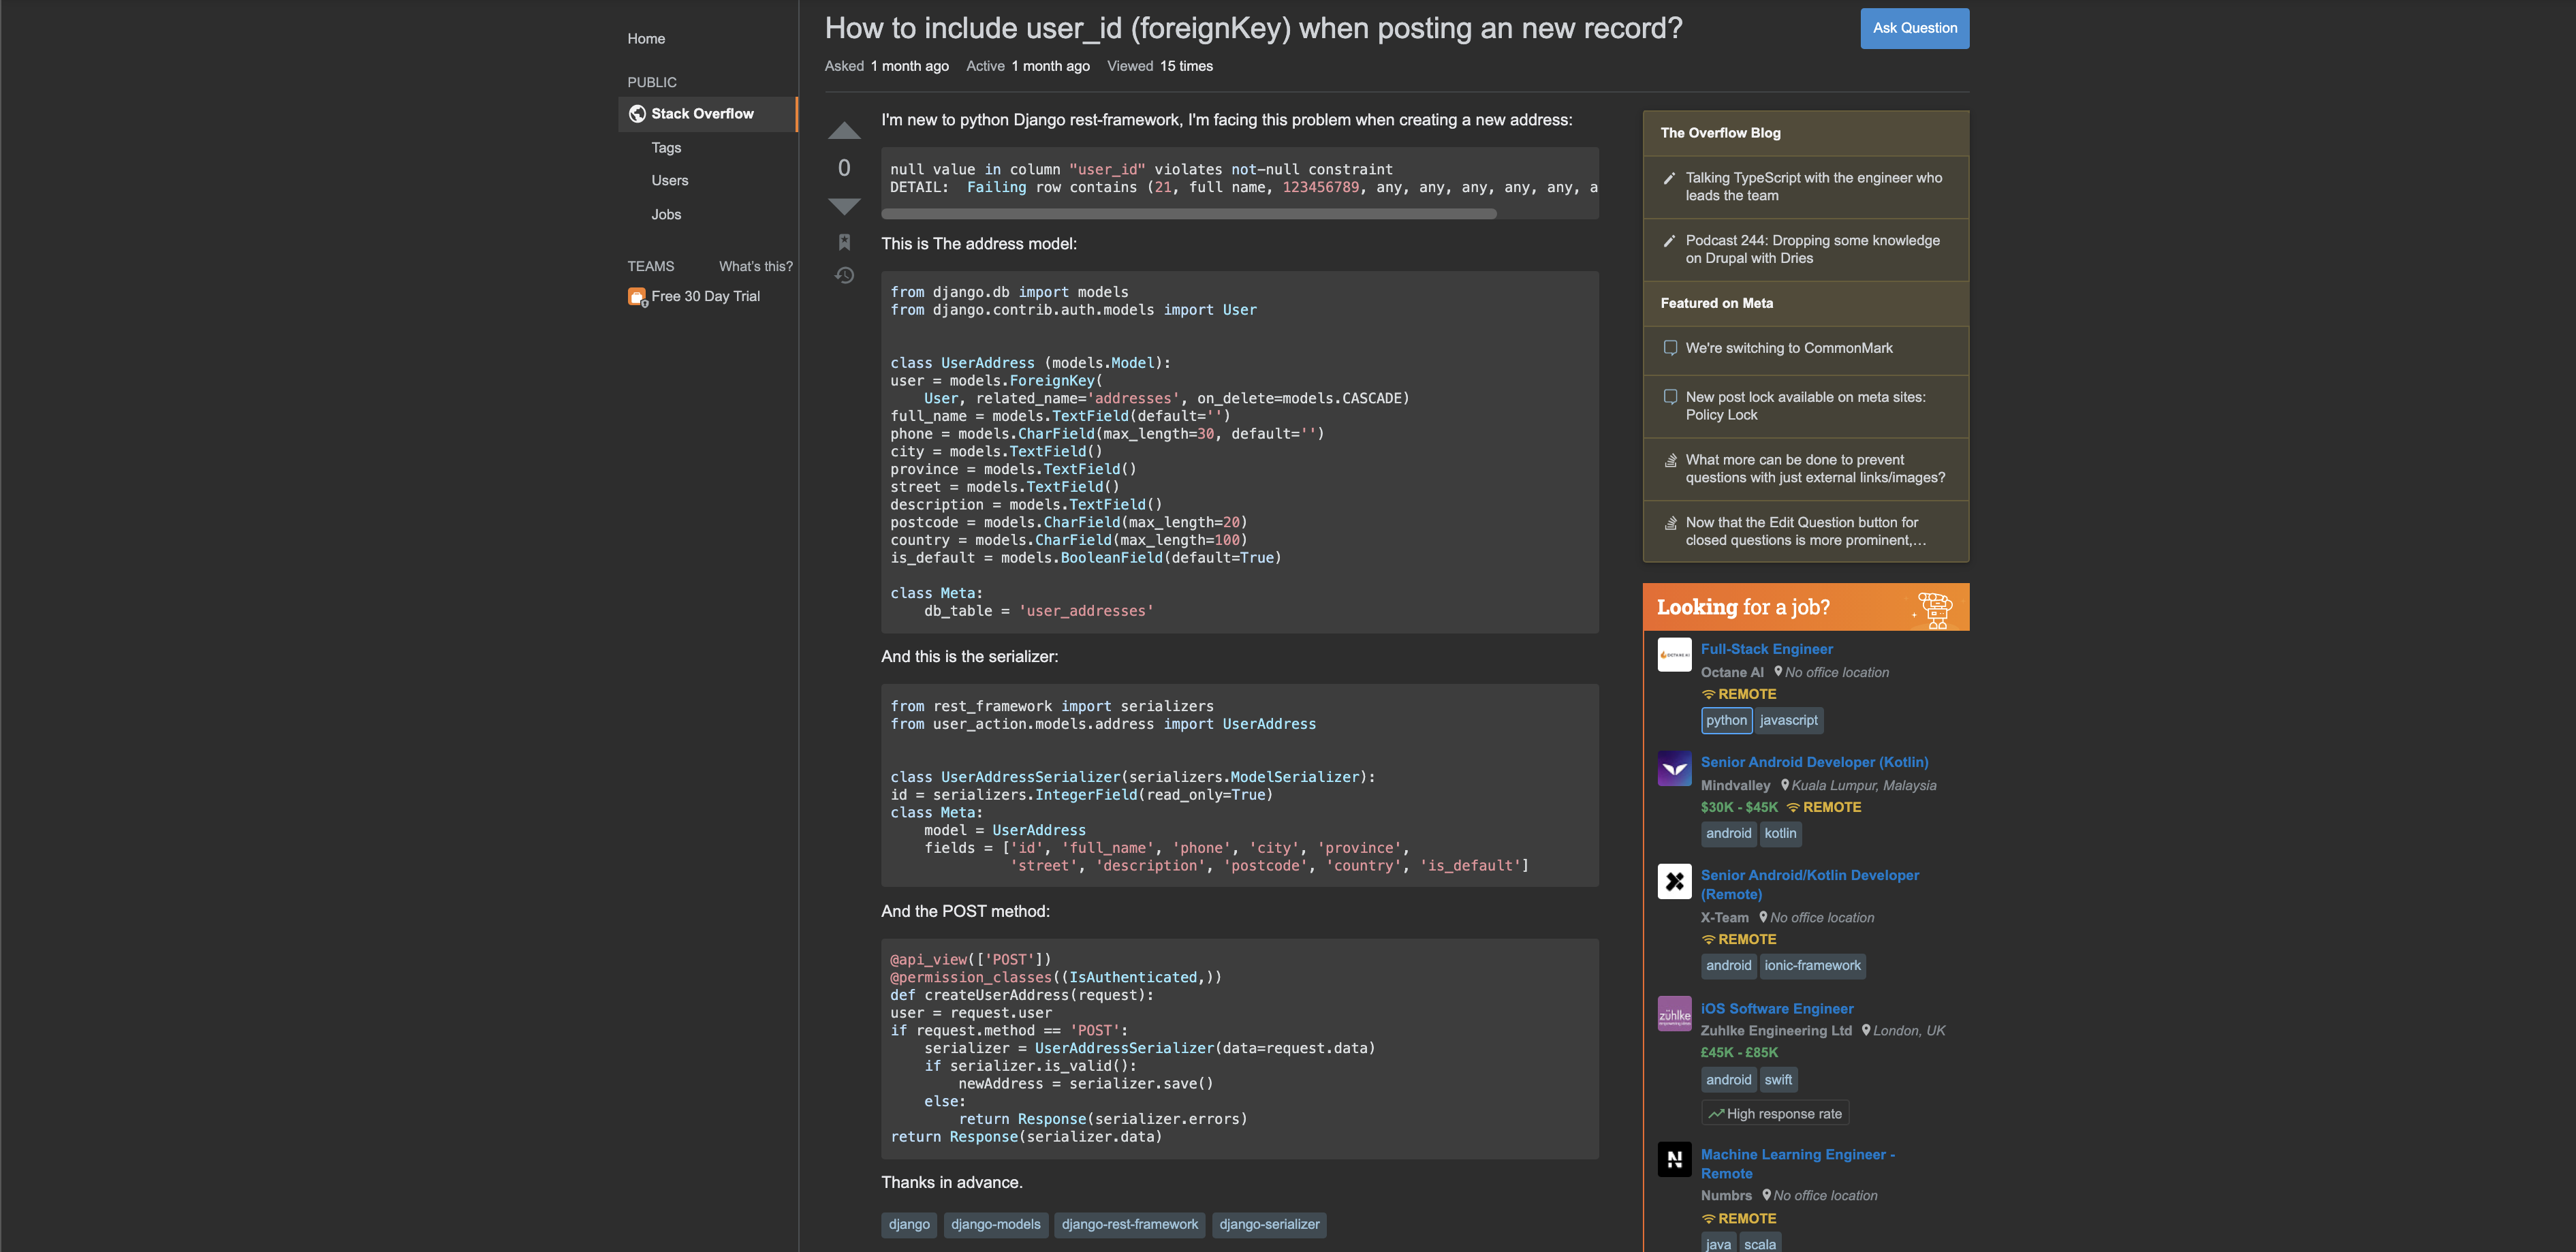 Home
PUBLIC
Stack Overflow
Tags
Users
Jobs
TEAMS What's this?
Free 30 Day Trial
How to include user_id (foreignKey) when posting an new record?
Ask Question
Asked 1 month ago Active 1 month ago Viewed 15 times
0
I'm new to python Django rest-framework, I'm facing this problem when creating a new address:
null value in column "user_id" violates not-null constraint
DETAIL:  Failing row contains (21, full name, 123456789, any, any, any, any, any, a
This is The address model:
from django.db import models
from django.contrib.auth.models import User
class UserAddress (models.Model):
user = models.ForeignKey(
    User, related_name='addresses', on_delete=models.CASCADE)
full_name = models.TextField(default='')
phone = models.CharField(max_length=30, default='')
city = models.TextField()
province = models.TextField()
street = models.TextField()
description = models.TextField()
postcode = models.CharField(max_length=20)
country = models.CharField(max_length=100)
is_default = models.BooleanField(default=True)
class Meta:
    db_table = 'user_addresses'
And this is the serializer:
from rest_framework import serializers
from user_action.models.address import UserAddress
class UserAddressSerializer(serializers.ModelSerializer):
id = serializers.IntegerField(read_only=True)
class Meta:
    model = UserAddress
    fields = ['id', 'full_name', 'phone', 'city', 'province',
              'street', 'description', 'postcode', 'country', 'is_default']
And the POST method:
@api_view(['POST'])
@permission_classes((IsAuthenticated,))
def createUserAddress(request):
user = request.user
if request.method == 'POST':
    serializer = UserAddressSerializer(data=request.data)
    if serializer.is_valid():
        newAddress = serializer.save()
    else:
        return Response(serializer.errors)
return Response(serializer.data)
Thanks in advance.
django django-models django-rest-framework django-serializer
The Overflow Blog
Talking TypeScript with the engineer who
leads the team
Podcast 244: Dropping some knowledge
on Drupal with Dries
Featured on Meta
We're switching to CommonMark
New post lock available on meta sites:
Policy Lock
What more can be done to prevent
questions with just external links/images?
Now that the Edit Question button for
closed questions is more prominent,…
Looking for a job?
OCTANE AI
Full-Stack Engineer
Octane AI No office location
REMOTE
python javascript
Senior Android Developer (Kotlin)
Mindvalley Kuala Lumpur, Malaysia
$30K - $45K REMOTE
android kotlin
Senior Android/Kotlin Developer
(Remote)
X-Team No office location
REMOTE
android ionic-framework
zühlke
iOS Software Engineer
Zuhlke Engineering Ltd London, UK
£45K - £85K
android swift
High response rate
N
Machine Learning Engineer -
Remote
Numbrs No office location
REMOTE
java scala